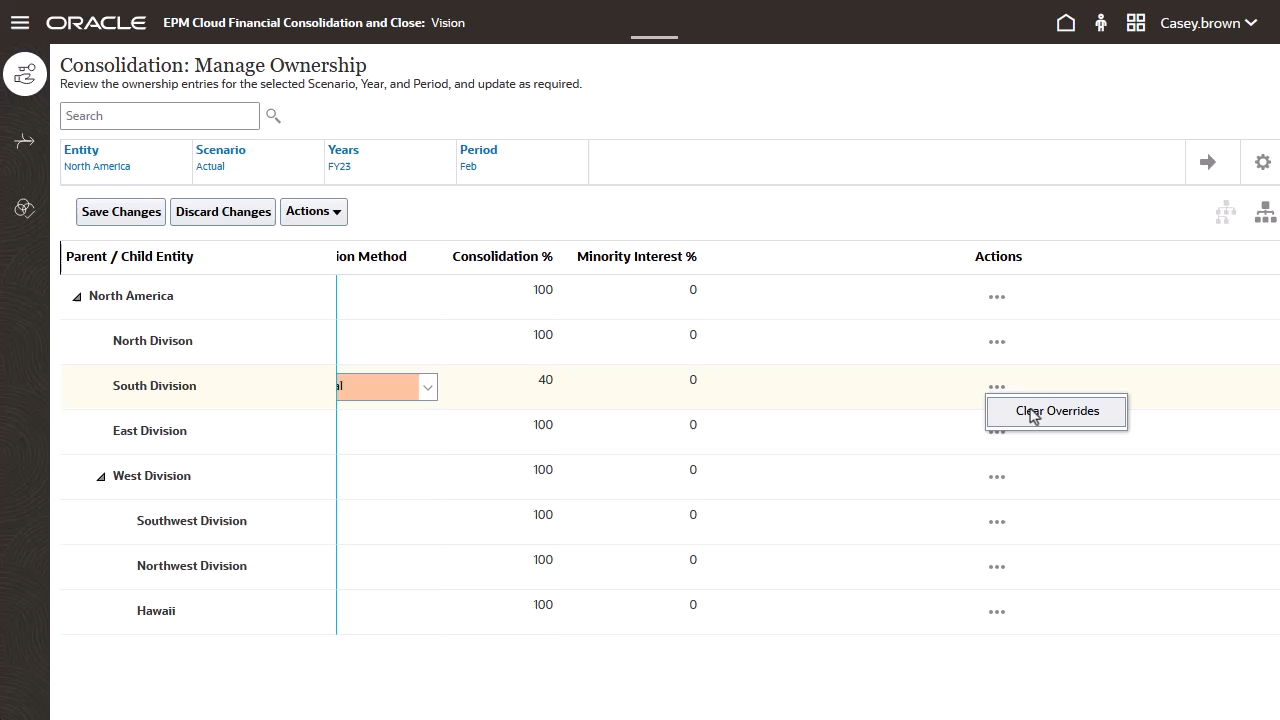 ORACLE EPM Cloud Financial Consolidation and Close: Vision Casey.brown
Consolidation: Manage Ownership
Review the ownership entries for the selected Scenario, Year, and Period, and update as required.
Search
Entity Scenario Years Period
North America Actual FY23 Feb
Save Changes Discard Changes Actions
Parent / Child Entity ion Method Consolidation % Minority Interest % Actions
North America 100 0
North Divison 100 0
South Division al 40 0
Clear Overrides
East Division 100 0
West Division 100 0
Southwest Division 100 0
Northwest Division 100 0
Hawaii 100 0